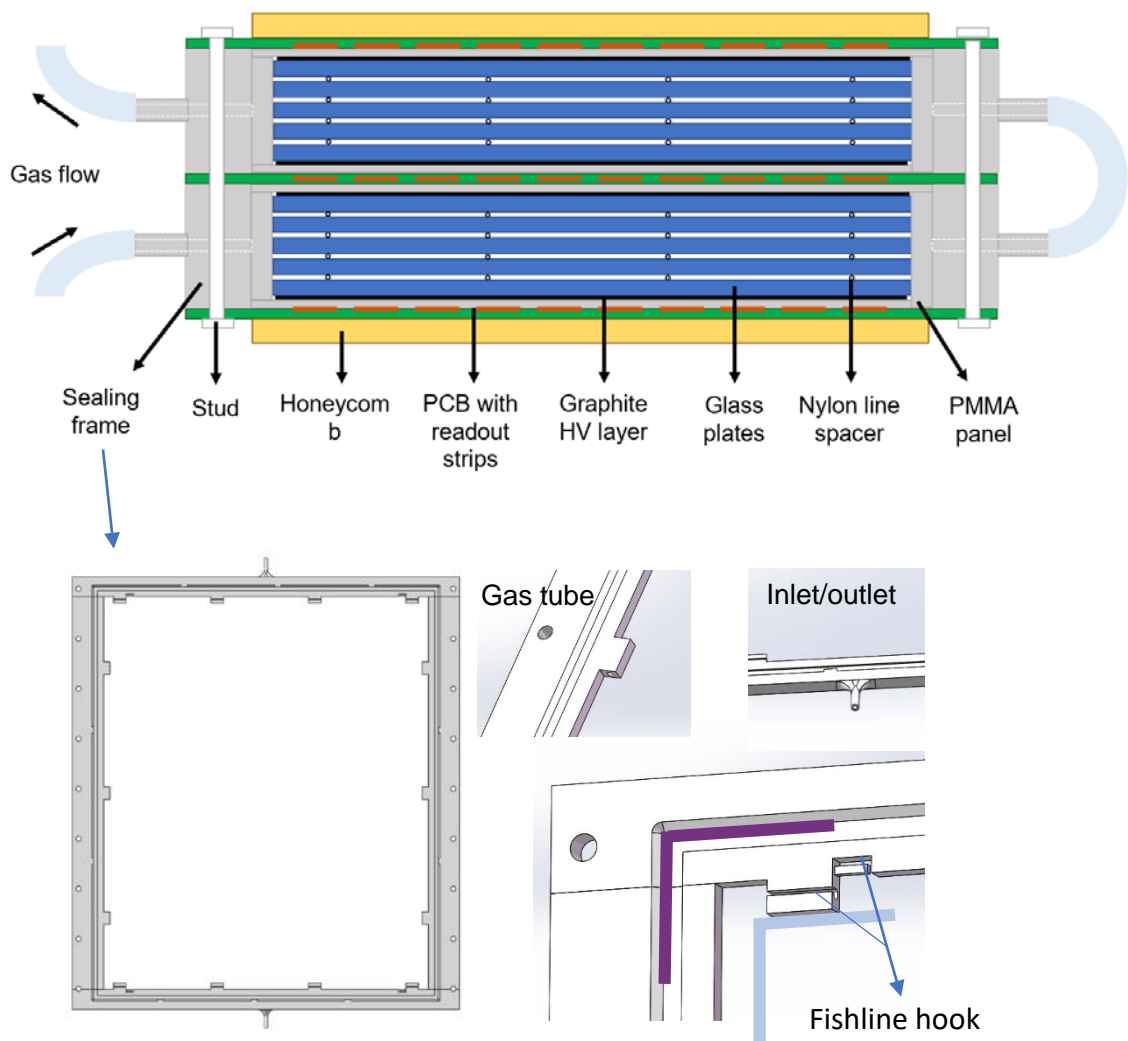 Gas flow
Sealing
frame
Stud
Honeycom
b
PCB with
readout
strips
Graphite
HV layer
Glass
plates
Nylon line
spacer
PMMA
panel
Gas tube
Inlet/outlet
Fishline hook